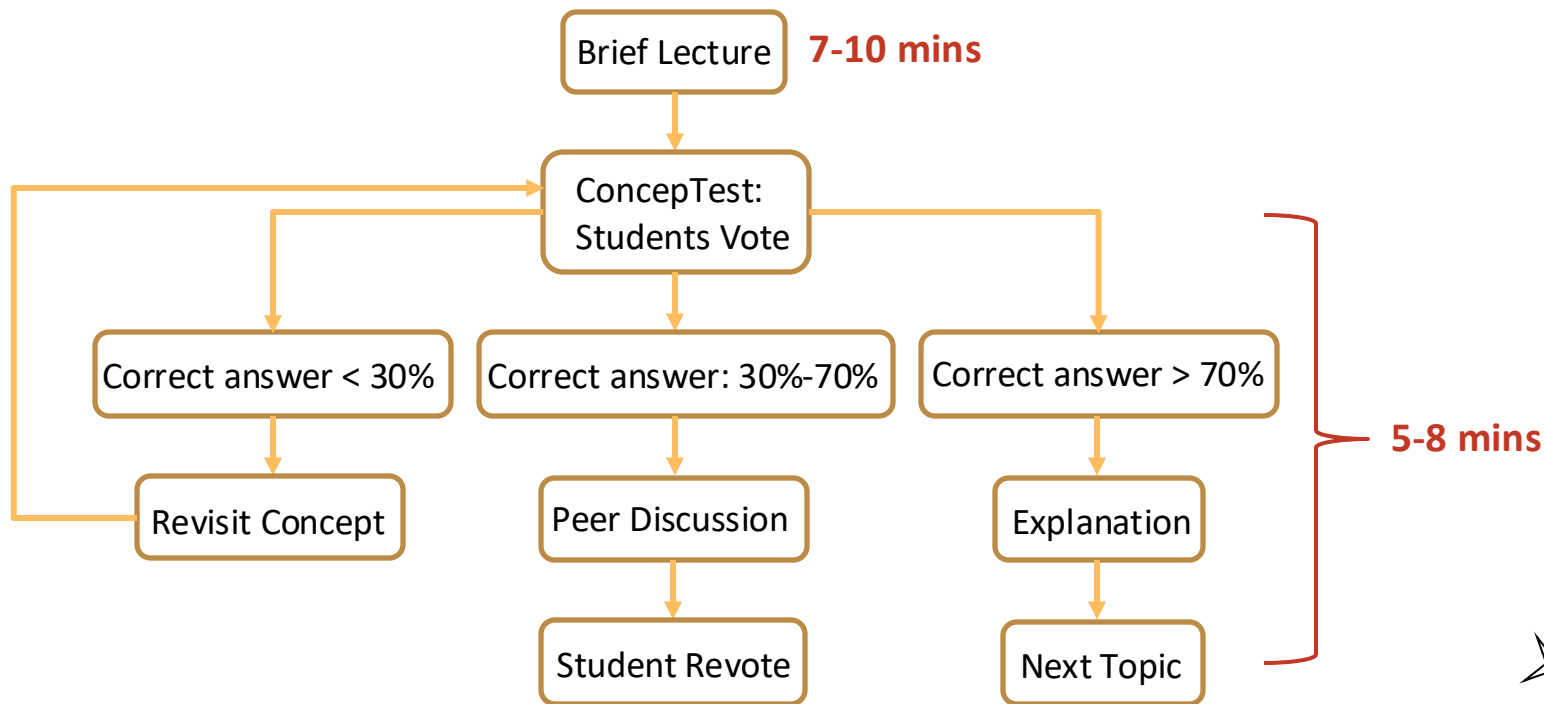 Brief Lecture
7-10 mins
ConcepTest:
Students Vote
Correct answer < 30%
Correct answer: 30%-70%
Correct answer > 70%
5-8 mins
Revisit Concept
Peer Discussion
Explanation
Student Revote
Next Topic